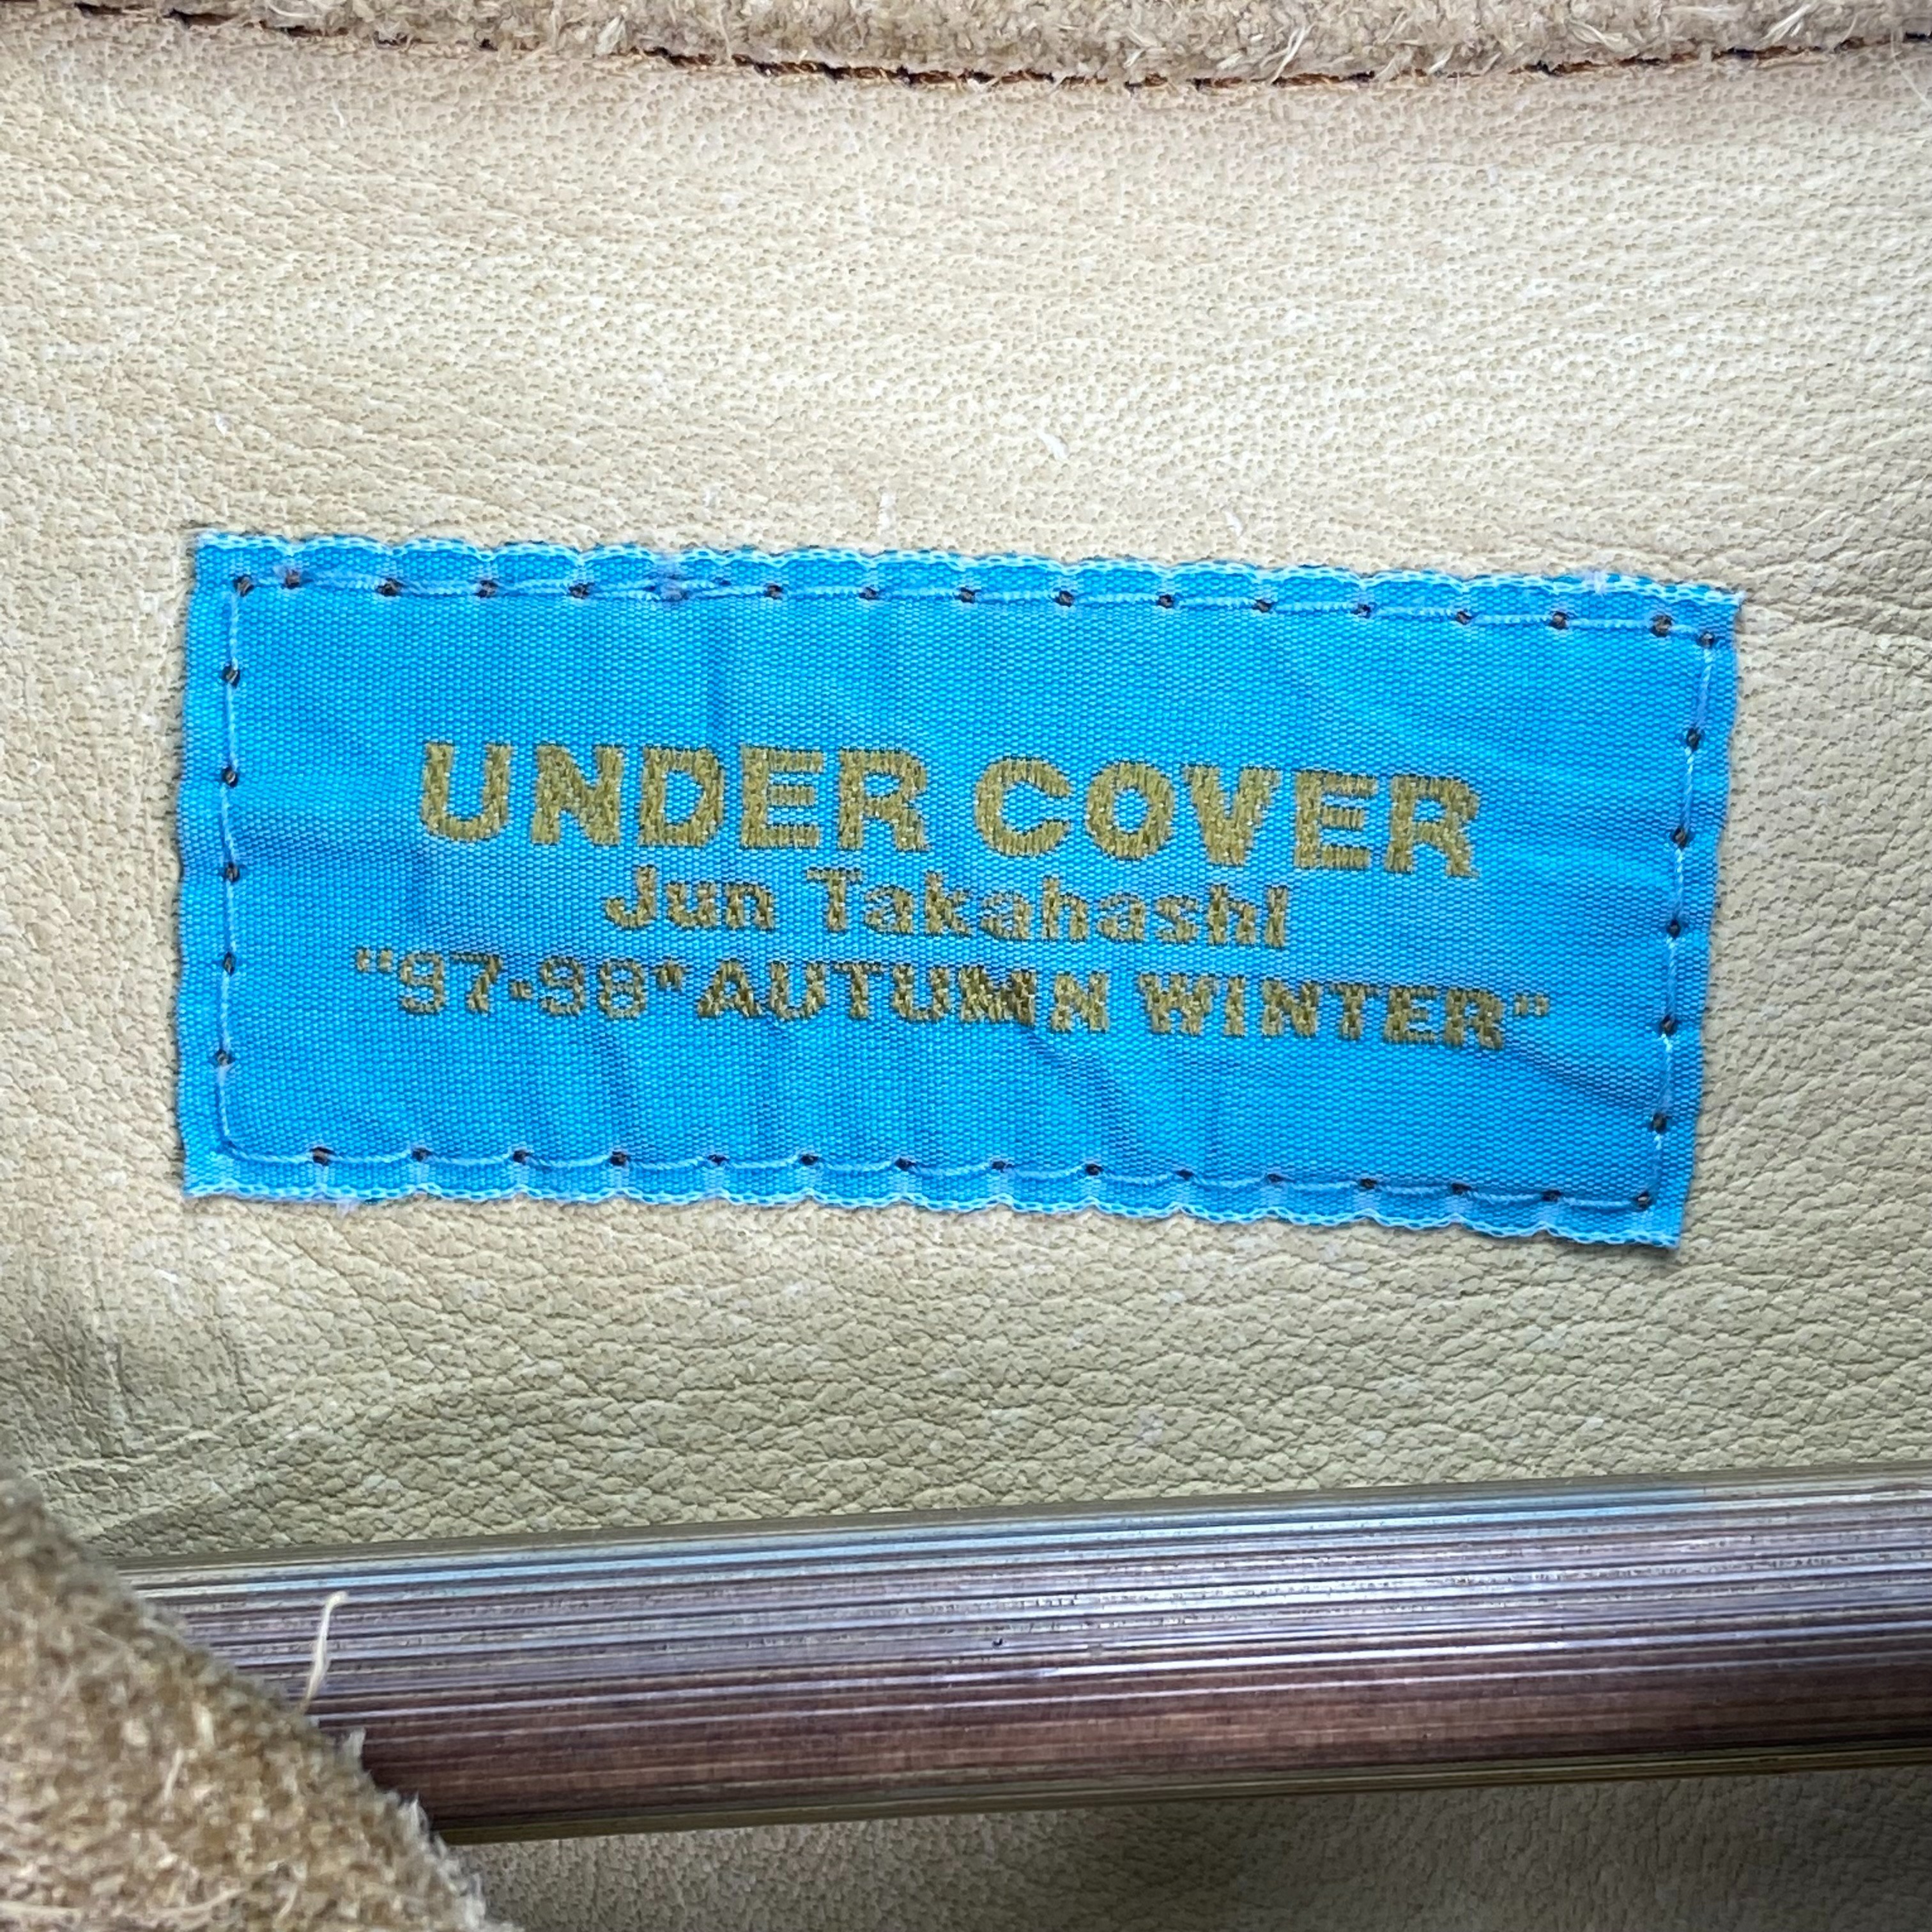 UNDER COVER
Jun Takahashi
"97-98*AUTUMN WINTER"